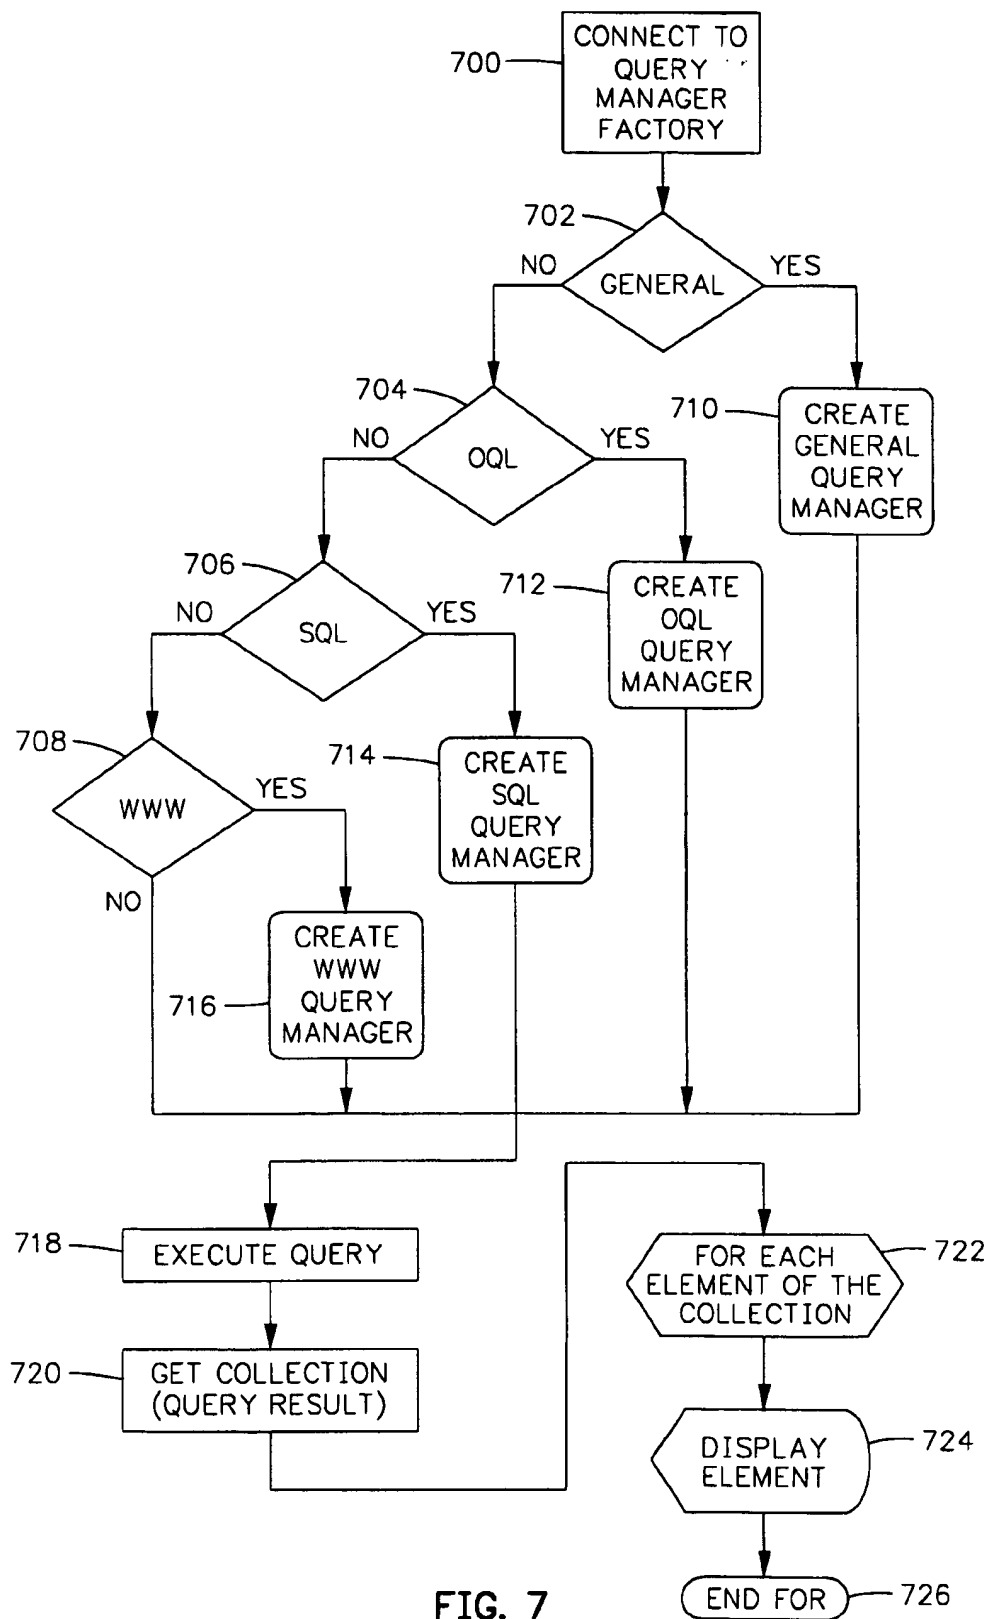 700
CONNECT TO
QUERY
MANAGER
FACTORY
702
NO
GENERAL
YES
704
NO
OQL
YES
710
CREATE
GENERAL
QUERY
MANAGER
706
NO
SQL
YES
712
CREATE
OQL
QUERY
MANAGER
708
WWW
YES
NO
714
CREATE
SQL
QUERY
MANAGER
716
CREATE
WWW
QUERY
MANAGER
718
EXECUTE QUERY
720
GET COLLECTION
(QUERY RESULT)
FOR EACH
ELEMENT OF THE
COLLECTION
722
DISPLAY
ELEMENT
724
END FOR
726
FIG. 7